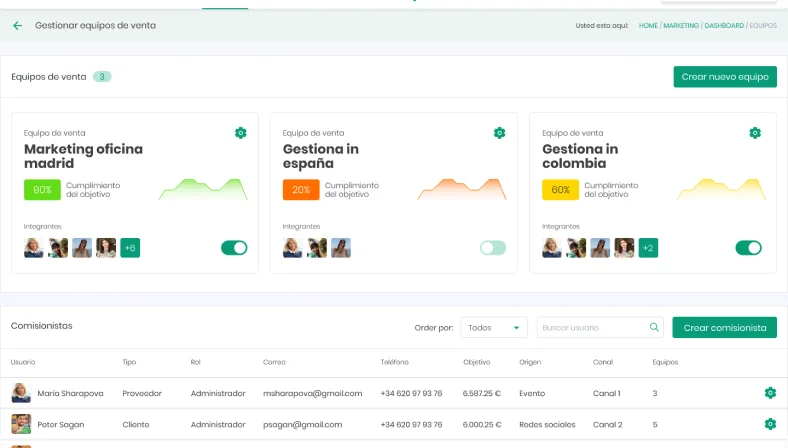 Gestionar equipos de venta
Usted esta aquí: HOME / MARKETING / DASHBOARD / EQUIPOS
Equipos de venta 3
Crear nuevo equipo
Equipo de venta
Marketing oficina
madrid
90% Cumplimiento
del objetivo
Integrantes
+6
Equipo de venta
Gestiona in
españa
20% Cumplimiento
del objetivo
Integrantes
Equipo de venta
Gestiona in
colombia
60% Cumplimiento
del objetivo
Integrantes
+2
Comisionistas
Order por: Todos Buscar usuario Crear comisionista
Usuario Tipo Rol Correo Teléfono Objetivo Origen Canal Equipos
María Sharapova Proveedor Administrador msharapova@gmail.com +34 620 97 93 76 6.587.25 € Evento Canal 1 3
Peter Sagan Cliente Administrador psagan@gmail.com +34 620 97 93 76 6.000.25 € Redes sociales Canal 2 5